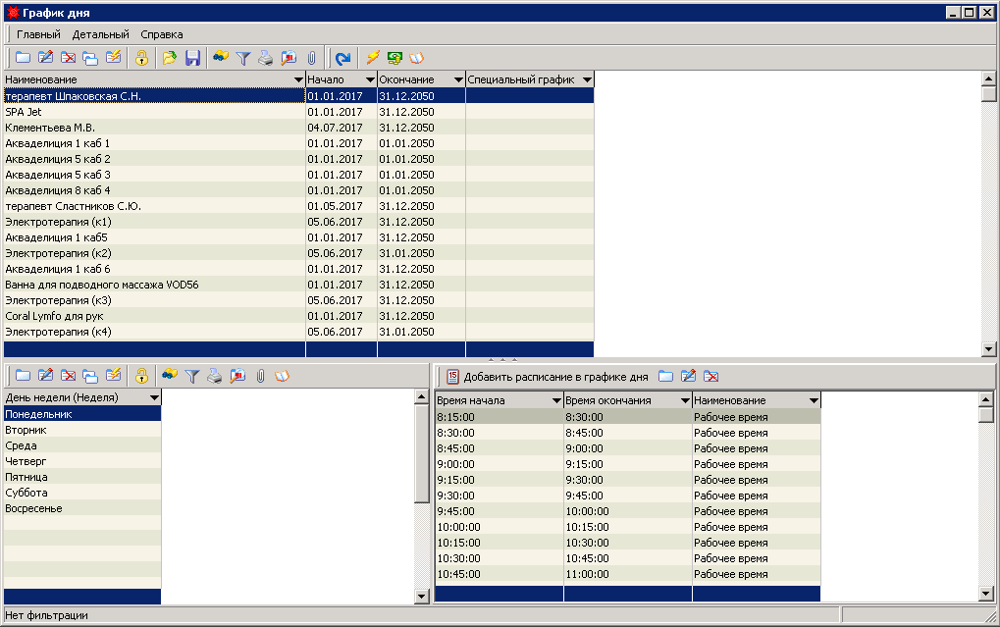 График дня
Главный Детальный Справка
Наименование Начало Окончание Специальный график
терапевт Шпаковская С.Н. 01.01.2017 31.12.2050
SPA Jet 01.01.2017 31.12.2050
Клементьева М.В. 04.07.2017 31.12.2050
Акваделиция 1 каб 1 01.01.2017 01.01.2050
Акваделиция 5 каб 2 01.01.2017 01.01.2050
Акваделиция 5 каб 3 01.01.2017 01.01.2050
Акваделиция 8 каб 4 01.01.2017 01.01.2050
терапевт Сластников С.Ю. 01.05.2017 31.12.2050
Электротерапия (к1) 05.06.2017 31.12.2050
Акваделиция 1 каб5 01.01.2017 31.12.2050
Электротерапия (к2) 05.06.2017 31.01.2050
Акваделиция 1 каб 6 01.01.2017 31.12.2050
Ванна для подводного массажа VOD56 01.01.2017 31.12.2050
Электротерапия (к3) 05.06.2017 31.12.2050
Coral Lymfo для рук 01.01.2017 31.12.2050
Электротерапия (к4) 05.06.2017 31.01.2050
День недели (Неделя)
Понедельник
Вторник
Среда
Четверг
Пятница
Суббота
Восресенье
15 Добавить расписание в графике дня
Время начала Время окончания Наименование
8:15:00 8:30:00 Рабочее время
8:30:00 8:45:00 Рабочее время
8:45:00 9:00:00 Рабочее время
9:00:00 9:15:00 Рабочее время
9:15:00 9:30:00 Рабочее время
9:30:00 9:45:00 Рабочее время
9:45:00 10:00:00 Рабочее время
10:00:00 10:15:00 Рабочее время
10:15:00 10:30:00 Рабочее время
10:30:00 10:45:00 Рабочее время
10:45:00 11:00:00 Рабочее время
Нет фильтрации